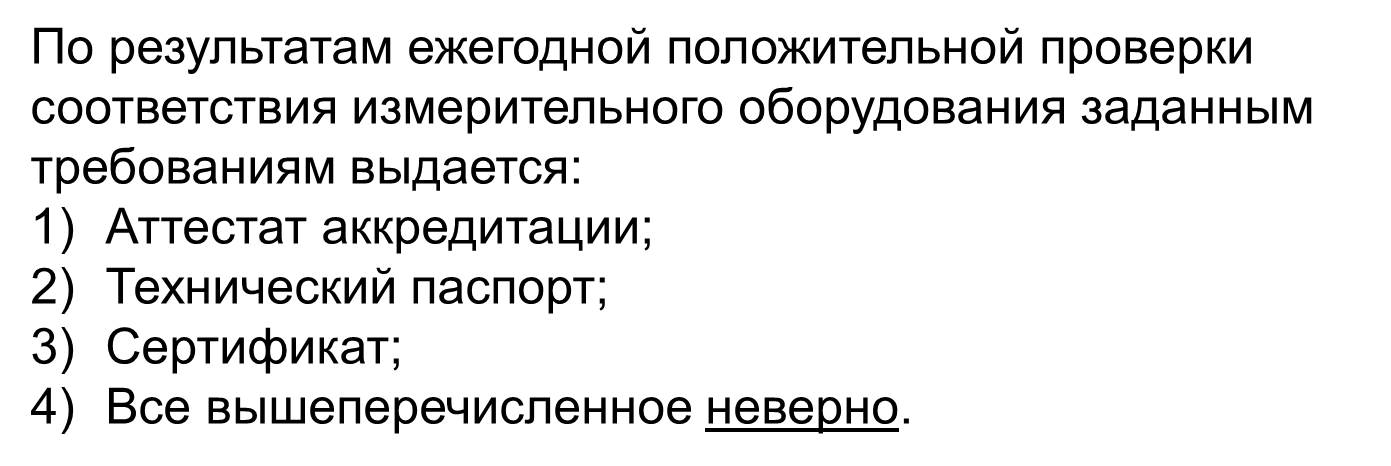 По результатам ежегодной положительной проверки
соответствия измерительного оборудования заданным
требованиям выдается:
1) Аттестат аккредитации;
2) Технический паспорт;
3) Сертификат;
4) Все вышеперечисленное неверно.